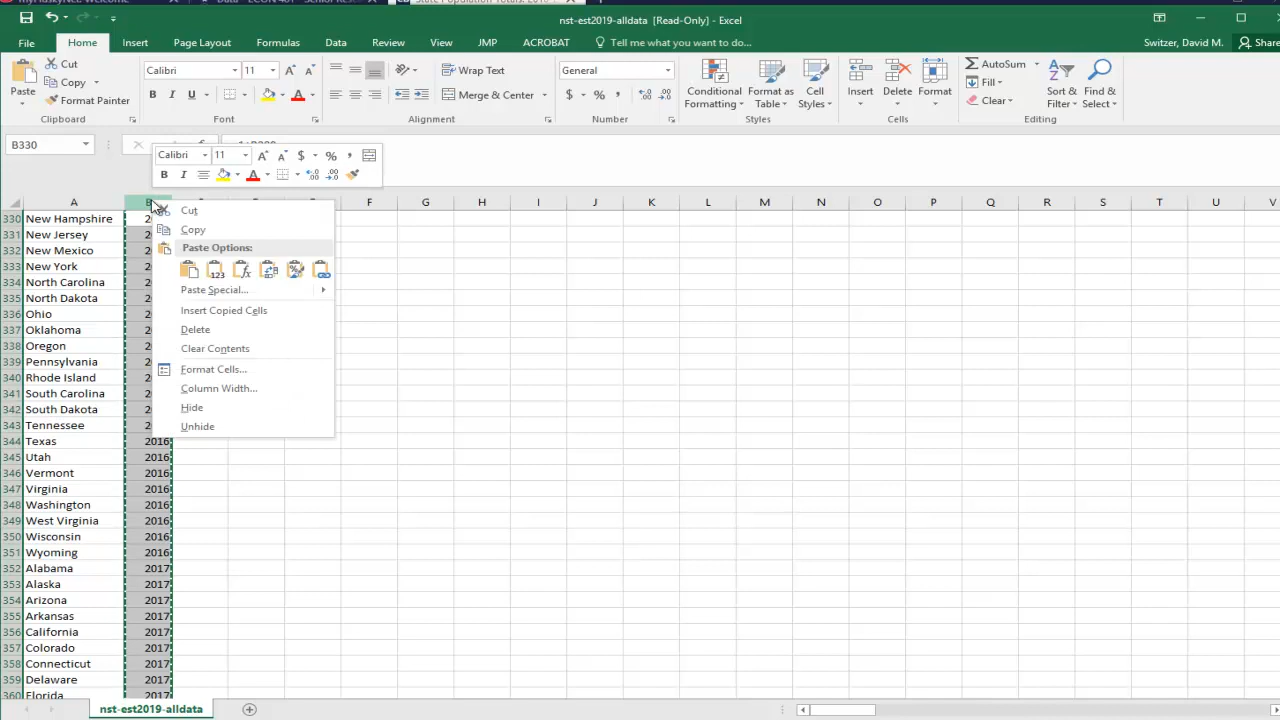 nst-est2019-alldata [Read-Only] - Excel
File Home Insert Page Layout Formulas Data Review View JMP ACROBAT Tell me what you want to do... Switzer, David M. Share
Paste Cut Copy Format Painter
Calibri 11
Wrap Text
Merge & Center
General
Conditional Formatting
Format as Table
Cell Styles
Insert Delete Format
AutoSum Fill Clear
Sort & Filter
Find & Select
Clipboard Font Alignment Number Styles Cells Editing
B330
Calibri 11
A F G H I J K L M N O P Q R S T U V
Cut
Copy
Paste Options:
Paste Special...
Insert Copied Cells
Delete
Clear Contents
Format Cells...
Column Width...
Hide
Unhide
330 New Hampshire
331 New Jersey
332 New Mexico
333 New York
334 North Carolina
335 North Dakota
336 Ohio
337 Oklahoma
338 Oregon
339 Pennsylvania
340 Rhode Island
341 South Carolina
342 South Dakota
343 Tennessee
344 Texas 2016
345 Utah 2016
346 Vermont 2016
347 Virginia 2016
348 Washington 2016
349 West Virginia 2016
350 Wisconsin 2016
351 Wyoming 2016
352 Alabama 2017
353 Alaska 2017
354 Arizona 2017
355 Arkansas 2017
356 California 2017
357 Colorado 2017
358 Connecticut 2017
359 Delaware 2017
360 Florida 2017
nst-est2019-alldata